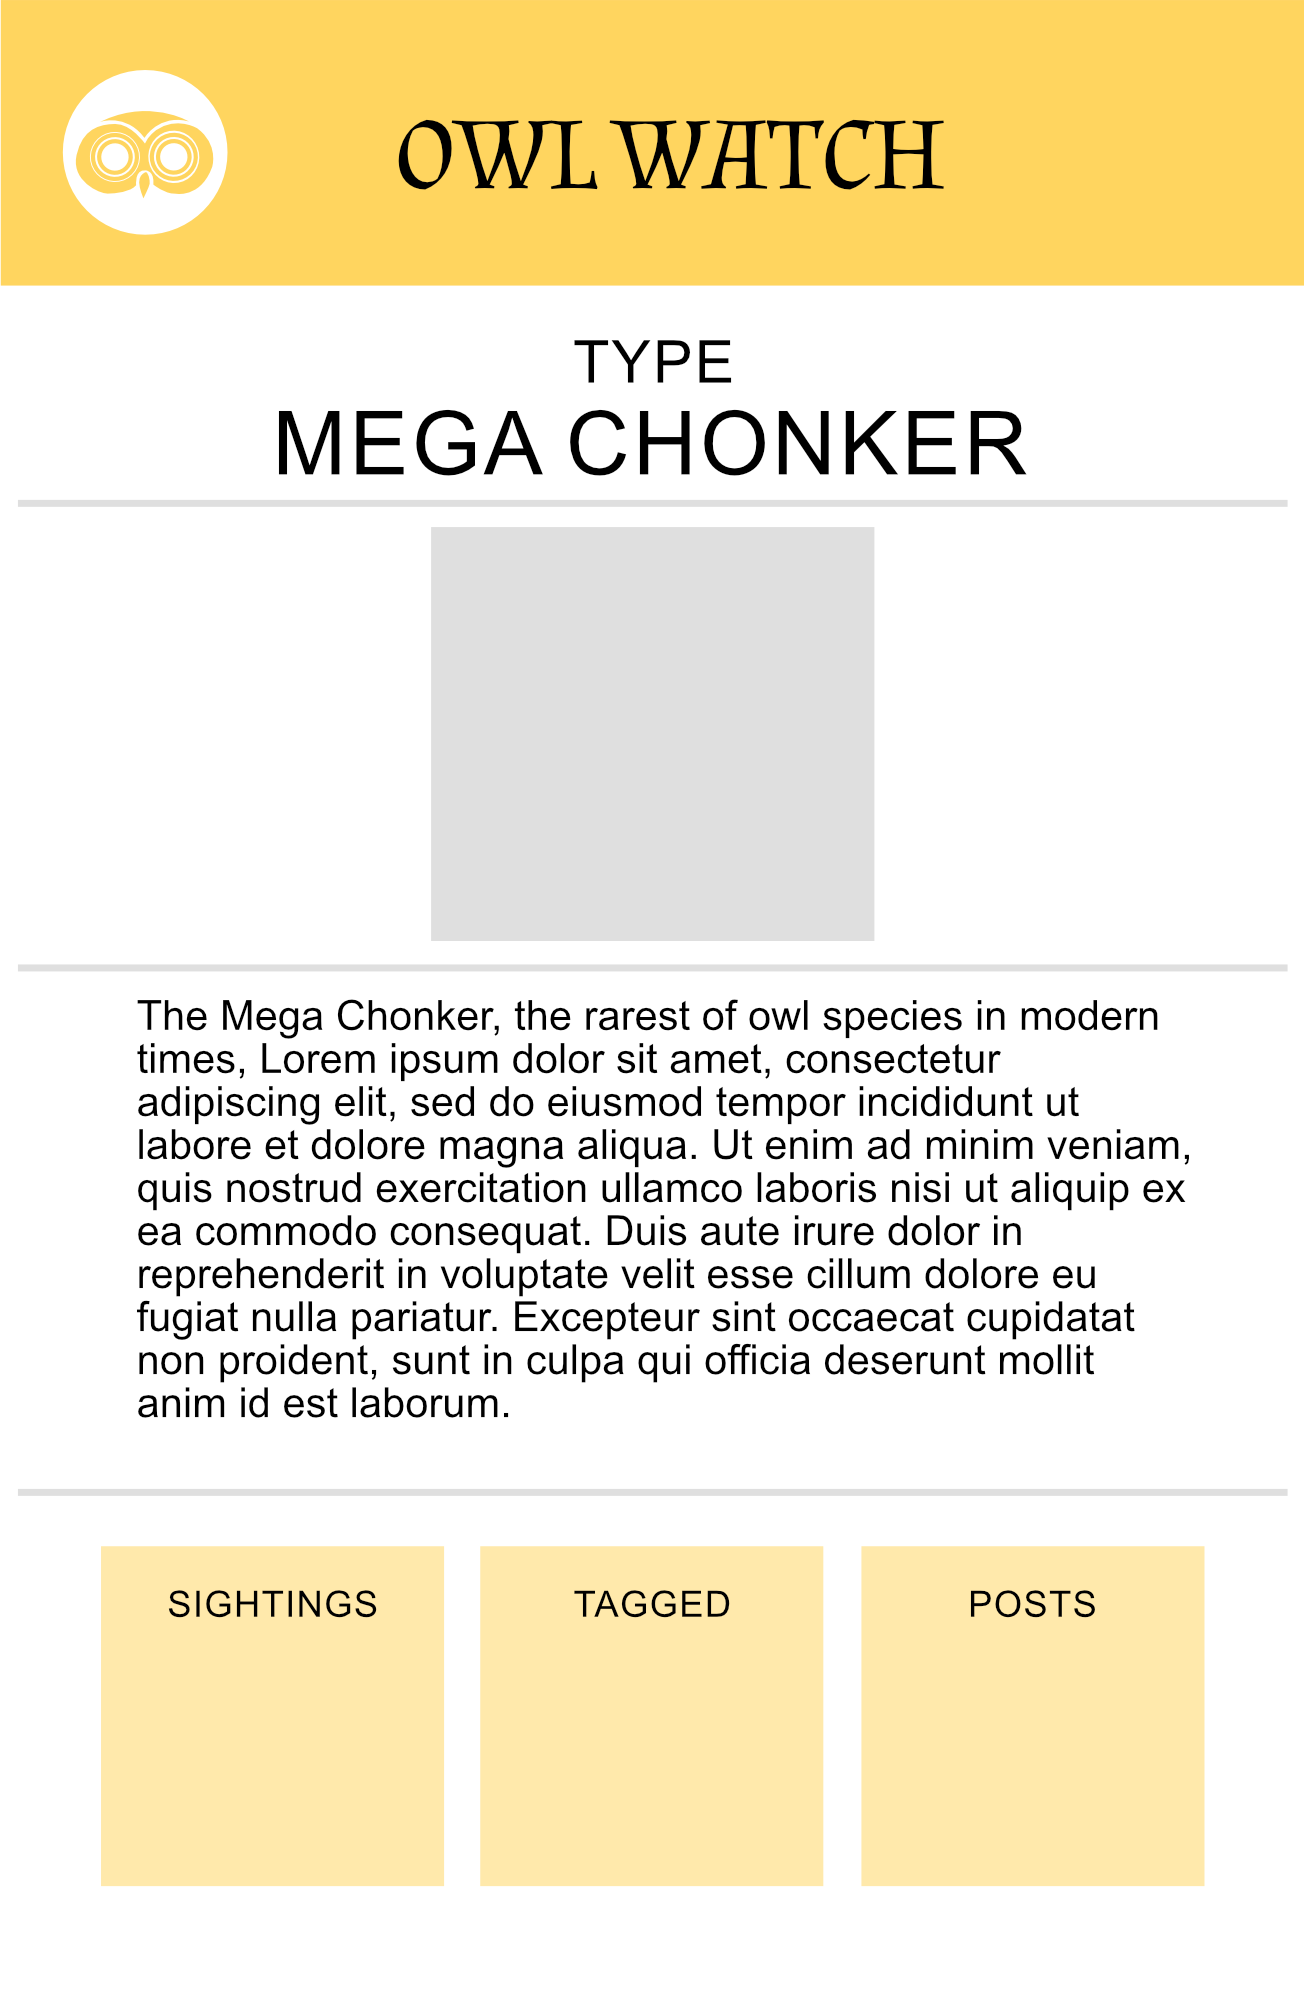 OWL WATCH
TYPE
MEGA CHONKER
The Mega Chonker, the rarest of owl species in modern
times, Lorem ipsum dolor sit amet, consectetur
adipiscing elit, sed do eiusmod tempor incididunt ut
labore et dolore magna aliqua. Ut enim ad minim veniam,
quis nostrud exercitation ullamco laboris nisi ut aliquip ex
ea commodo consequat. Duis aute irure dolor in
reprehenderit in voluptate velit esse cillum dolore eu
fugiat nulla pariatur. Excepteur sint occaecat cupidatat
non proident, sunt in culpa qui officia deserunt mollit
anim id est laborum.
SIGHTINGS
TAGGED
POSTS